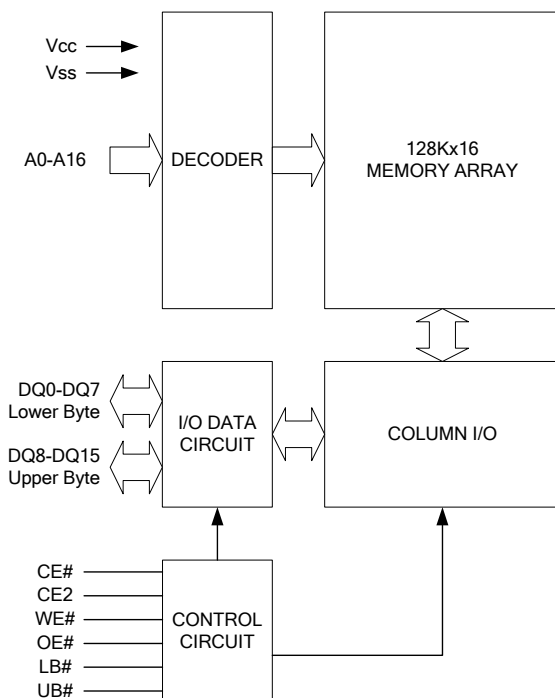 Vcc
Vss
A0-A16
DECODER
128Kx16
MEMORY ARRAY
DQ0-DQ7
Lower Byte
DQ8-DQ15
Upper Byte
I/O DATA
CIRCUIT
COLUMN I/O
CE#
CE2
WE#
OE#
LB#
UB#
CONTROL
CIRCUIT